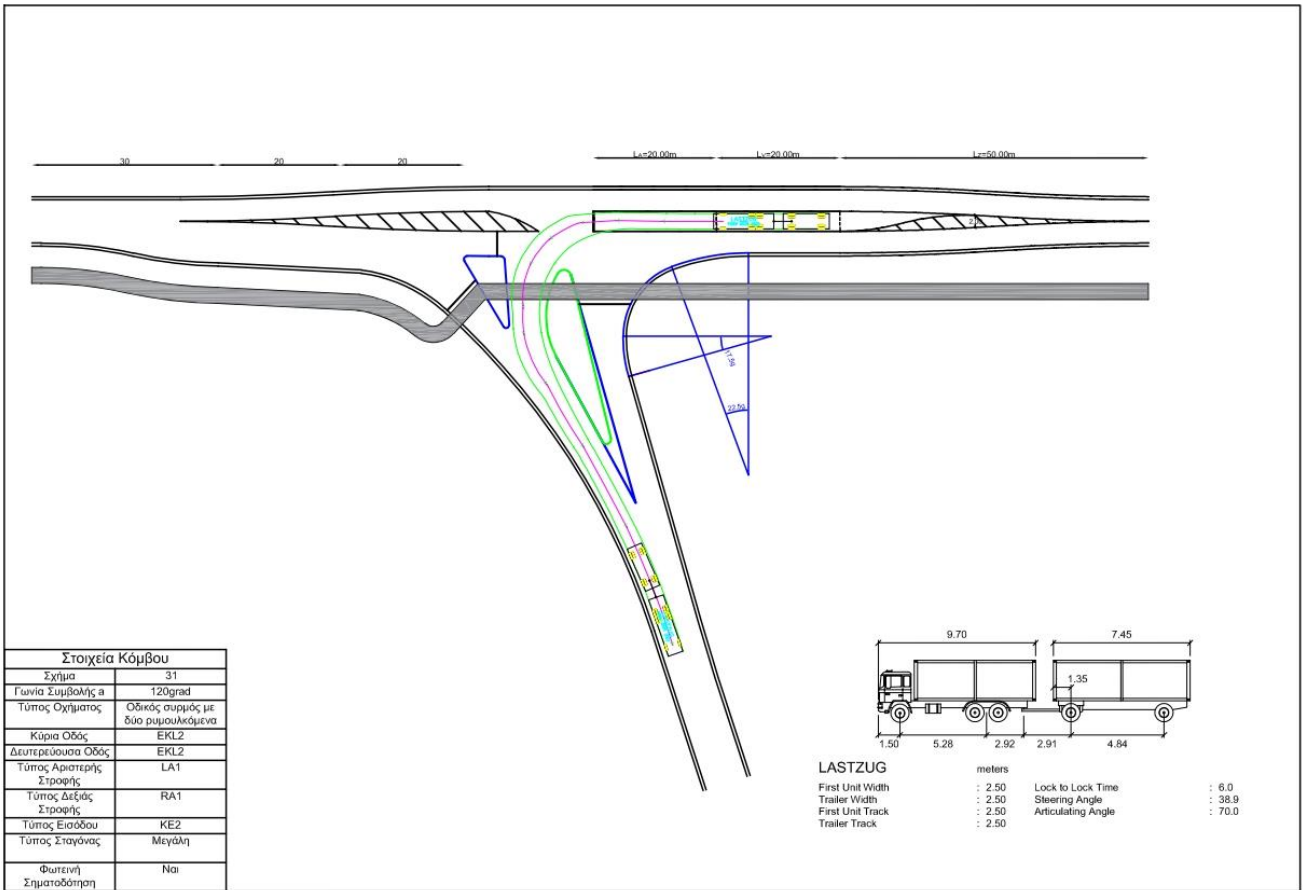 30
20
20
LA=20.00m
LV=20.00m
LZ=50.00m
LASTZUG
17.50
22.50
Στοιχεία Κόμβου
Σχήμα 31
Γωνία Συμβολής a 120grad
Τύπος Οχήματος Οδικός συρμός με
δύο ρυμουλκόμενα
Κύρια Οδός EKL2
Δευτερεύουσα Οδός EKL2
Τύπος Αριστερής LA1
Στροφής
Τύπος Δεξιάς RA1
Στροφής
Τύπος Εισόδου KE2
Τύπος Σταγόνας Μεγάλη
Φωτεινή Ναι
Σηματοδότηση
9.70
7.45
1.35
1.50
5.28
2.92
2.91
4.84
LASTZUG
meters
First Unit Width : 2.50 Lock to Lock Time : 6.0
Trailer Width : 2.50 Steering Angle : 38.9
First Unit Track : 2.50 Articulating Angle : 70.0
Trailer Track : 2.50